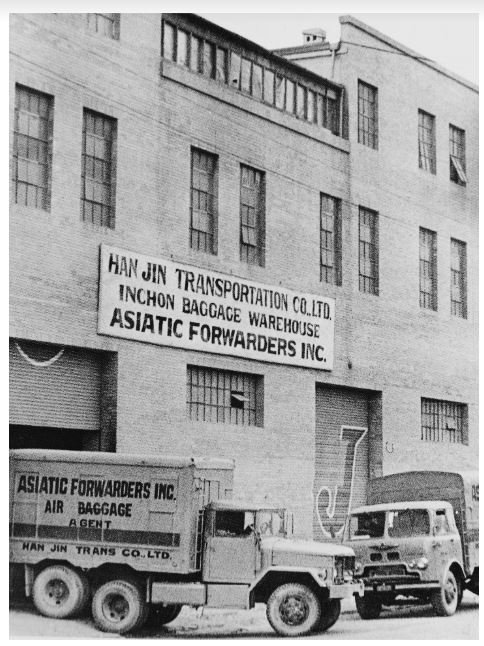 HAN JIN TRANSPORTATION CO.,LTD.
INCHON BAGGAGE WAREHOUSE
ASIATIC FORWARDERS INC.
J
ASIATIC FORWARDERS INC.
AIR BAGGAGE
AGENT
HAN JIN TRANS CO.LTD.
AS